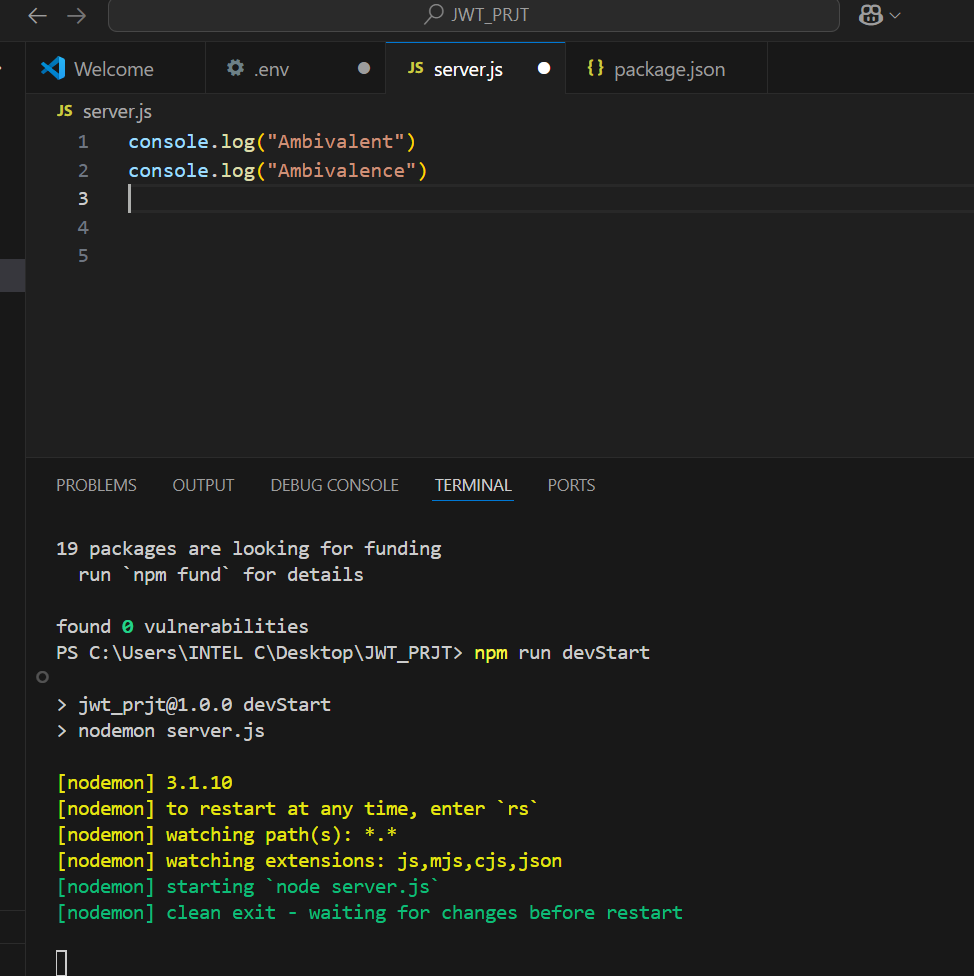 JWT_PRJT
Welcome
.env
JS server.js
{} package.json
JS server.js
1 console.log("Ambivalent")
2 console.log("Ambivalence")
3
4
5
PROBLEMS OUTPUT DEBUG CONSOLE TERMINAL PORTS
19 packages are looking for funding
run `npm fund` for details
found 0 vulnerabilities
PS C:\Users\INTEL C\Desktop\JWT_PRJT> npm run devStart
> jwt_prjt@1.0.0 devStart
> nodemon server.js
[nodemon] 3.1.10
[nodemon] to restart at any time, enter `rs`
[nodemon] watching path(s): *.*
[nodemon] watching extensions: js,mjs,cjs,json
[nodemon] starting `node server.js`
[nodemon] clean exit - waiting for changes before restart